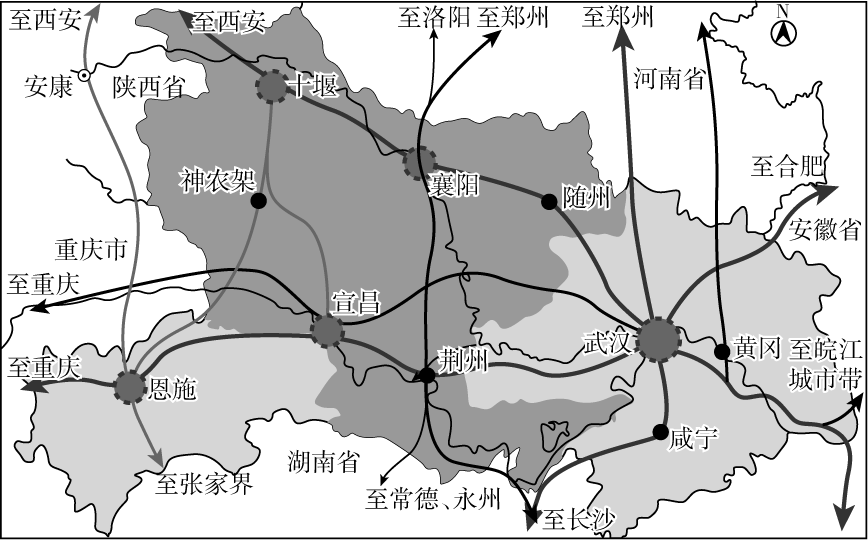 至西安
至西安
至洛阳
至郑州
至郑州
N
安康
陕西省
十堰
河南省
神农架
襄阳
随州
至合肥
安徽省
重庆市
至重庆
宣昌
武汉
黄冈
至皖江
城市带
至重庆
恩施
荆州
咸宁
湖南省
至张家界
至常德、永州
至长沙